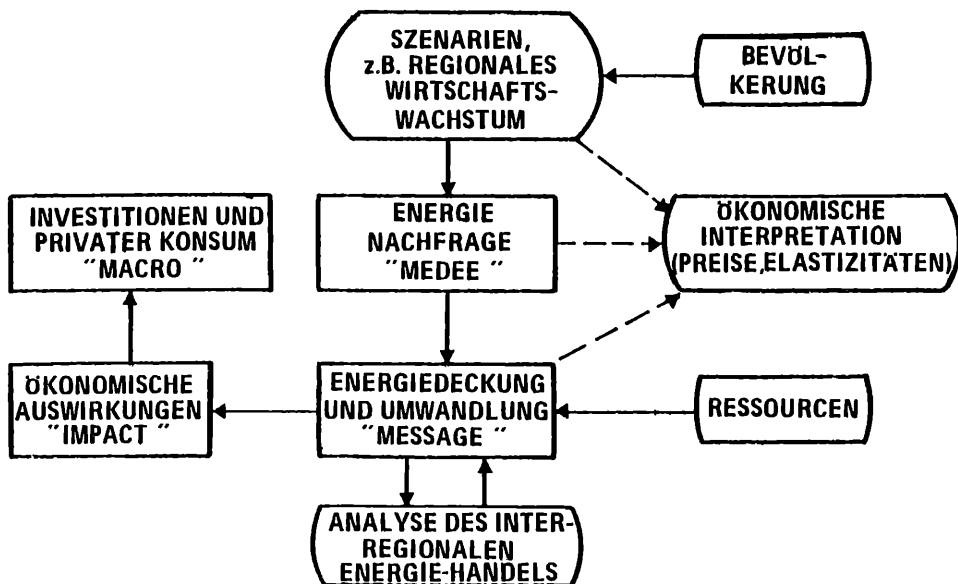 SZENARIEN,
z.B. REGIONALES
WIRTSCHAFTS-
WACHSTUM
BEVÖL-
KERUNG
INVESTITIONEN UND
PRIVATER KONSUM
"MACRO "
ENERGIE
NACHFRAGE
"MEDEE "
ÖKONOMISCHE
INTERPRETATION
(PREISE,ELASTIZITÄTEN)
ÖKONOMISCHE
AUSWIRKUNGEN
"IMPACT "
ENERGIEDECKUNG
UND UMWANDLUNG
"MESSAGE "
RESSOURCEN
ANALYSE DES INTER-
REGIONALEN
ENERGIE-HANDELS